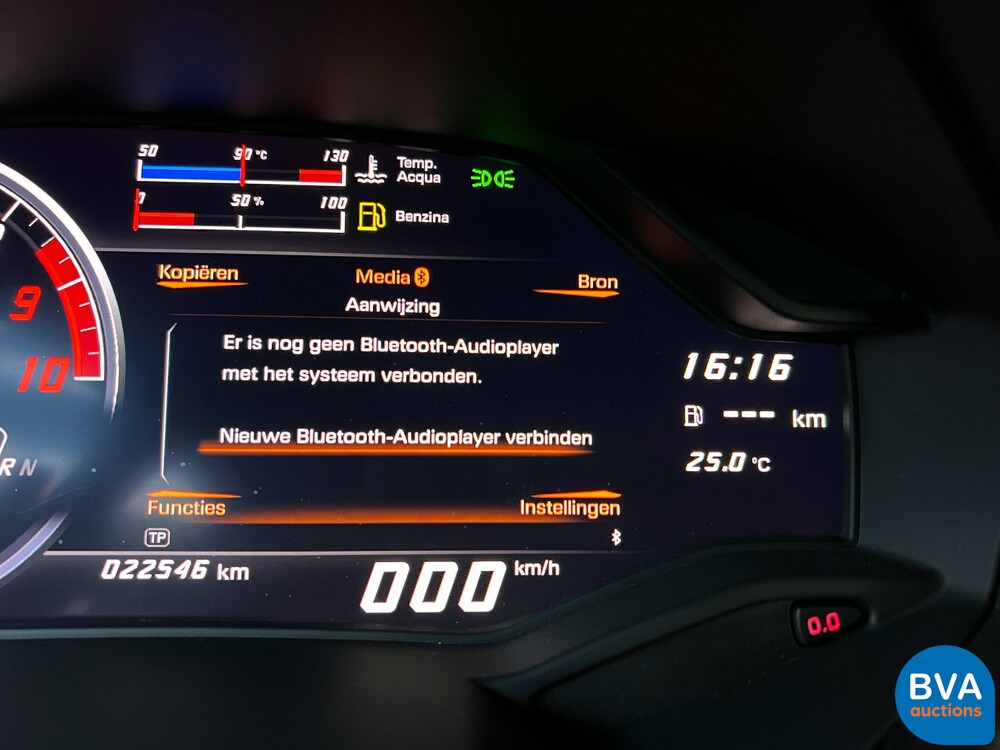 50 90 °C 130
Temp.
Acqua
0 50 % 100
Benzina
9
10
R N
Kopiëren
Media
Bron
Aanwijzing
Er is nog geen Bluetooth-Audioplayer
met het systeem verbonden.
Nieuwe Bluetooth-Audioplayer verbinden
Functies
Instellingen
TP
16:16
--- km
25.0 °C
022546 km
000 km/h
0.0
BVA
auctions